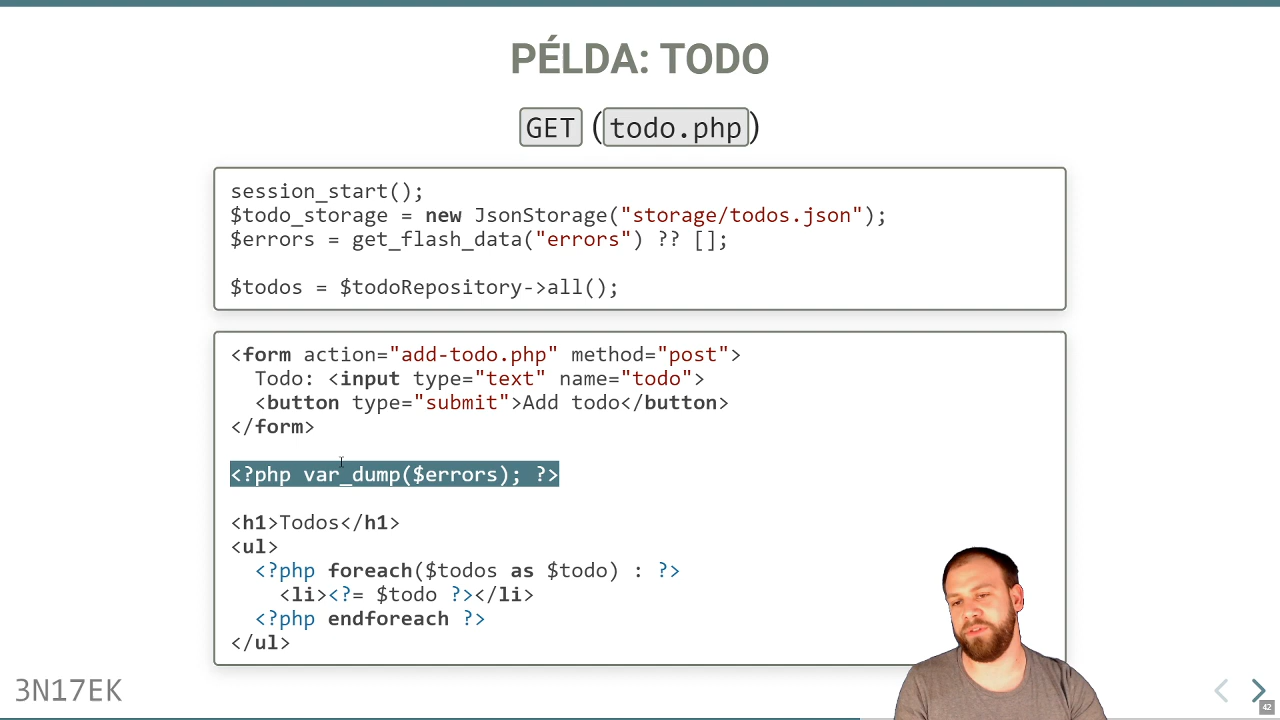 PÉLDA: TODO
GET (todo.php)
session_start();
$todo_storage = new JsonStorage("storage/todos.json");
$errors = get_flash_data("errors") ?? [];
$todos = $todoRepository->all();
<form action="add-todo.php" method="post">
Todo: <input type="text" name="todo">
<button type="submit">Add todo</button>
</form>
<?php var_dump($errors); ?>
<h1>Todos</h1>
<ul>
<?php foreach($todos as $todo) : ?>
<li><?= $todo ?></li>
<?php endforeach ?>
</ul>
3N17EK
42